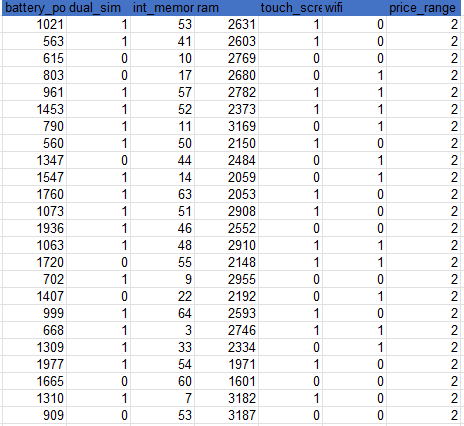 battery_po dual_sim int_memor ram touch_scre wifi price_range
1021 1 53 2631 1 0 2
563 1 41 2603 1 1 2
615 0 10 2769 0 0 2
803 0 17 2680 0 1 2
961 1 57 2782 1 1 2
1453 1 52 2373 1 1 2
790 1 11 3169 0 1 2
560 1 50 2150 1 0 2
1347 0 44 2484 0 1 2
1547 1 14 2059 0 1 2
1760 1 63 2053 1 0 2
1073 1 51 2908 1 0 2
1936 1 46 2552 0 0 2
1063 1 48 2910 1 1 2
1720 0 55 2148 1 1 2
702 1 9 2955 0 0 2
1407 0 22 2192 0 1 2
999 1 64 2593 1 0 2
668 1 3 2746 1 1 2
1309 1 33 2334 0 1 2
1977 1 54 1971 1 0 2
1665 0 60 1601 0 0 2
1310 1 7 3182 1 0 2
909 0 53 3187 0 0 2